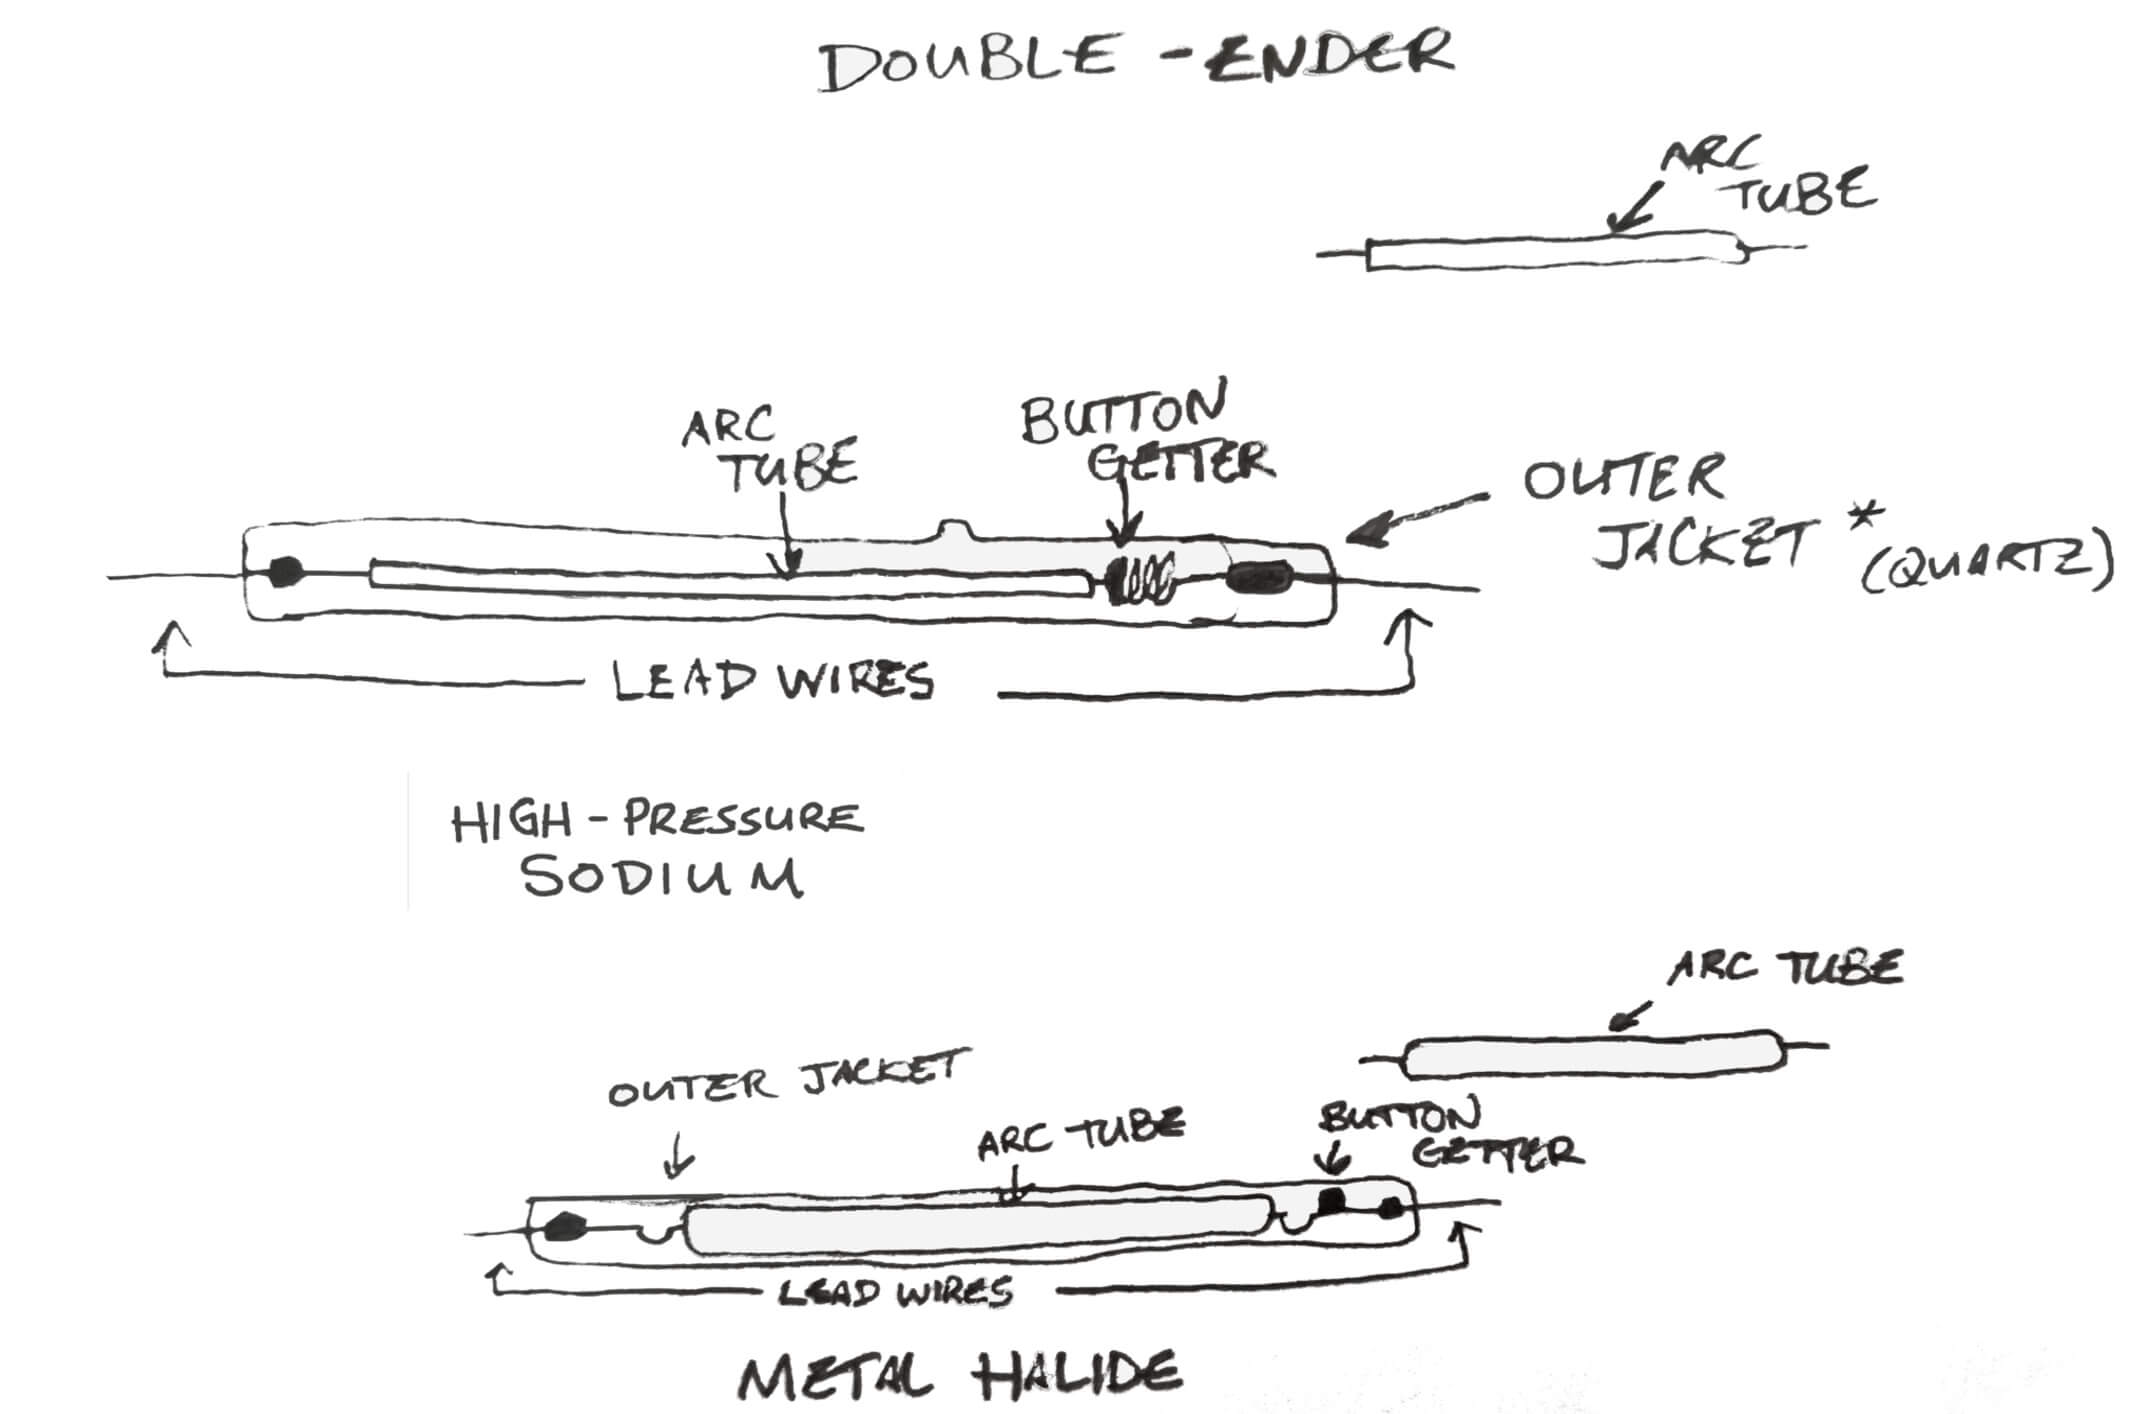 DOUBLE-ENDER
ARC
TUBE
ARC
TUBE
BUTTON
GETTER
OUTER
JACKET *
(QUARTZ)
LEAD WIRES
HIGH-PRESSURE
SODIUM
ARC TUBE
OUTER JACKET
ARC TUBE
BUTTON
GETTER
LEAD WIRES
METAL HALIDE